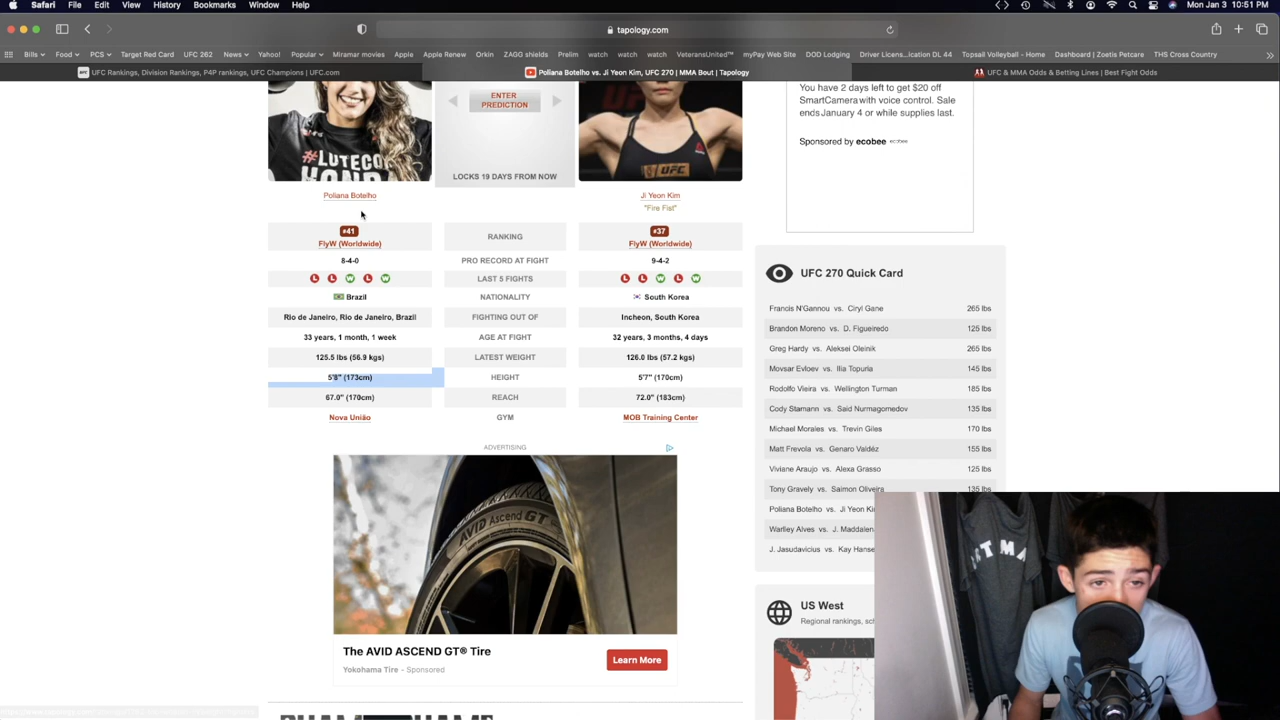 Safari File Edit View History Bookmarks Window Help Mon Jan 3 10:51 PM
tapology.com
Bills Food PCS Target Red Card UFC 262 News Yahoo! Popular Miramar movies Apple Apple Renew Orkin ZAGG shields Prelim watch watch watch VeteransUnited™ myPay Web Site DOD Lodging Driver Licens...ication DL 44 Topsail Volleyball - Home Dashboard | Zoetis Petcare THS Cross Country
UFC Rankings, Division Rankings, P4P rankings, UFC Champions | UFC.com Poliana Botelho vs. Ji Yeon Kim, UFC 270 | MMA Bout | Tapology UFC & MMA Odds & Betting Lines | Best Fight Odds
ENTER
PREDICTION
LOCKS 19 DAYS FROM NOW
#LUTECO
UFC
Poliana Botelho Ji Yeon Kim
"Fire Fist"
#41 RANKING #37
FlyW (Worldwide) FlyW (Worldwide)
8-4-0 PRO RECORD AT FIGHT 9-4-2
L L W L W LAST 5 FIGHTS L L W L W
Brazil NATIONALITY South Korea
Rio de Janeiro, Rio de Janeiro, Brazil FIGHTING OUT OF Incheon, South Korea
33 years, 1 month, 1 week AGE AT FIGHT 32 years, 3 months, 4 days
125.5 lbs (56.9 kgs) LATEST WEIGHT 126.0 lbs (57.2 kgs)
5'8" (173cm) HEIGHT 5'7" (170cm)
67.0" (170cm) REACH 72.0" (183cm)
Nova União GYM MOB Training Center
ADVERTISING
AVID Ascend GT
The AVID ASCEND GT® Tire
Yokohama Tire - Sponsored
Learn More
You have 2 days left to get $20 off
SmartCamera with voice control. Sale
ends January 4 or while supplies last.
Sponsored by ecobee ecobee
UFC 270 Quick Card
Francis N'Gannou vs. Ciryl Gane 265 lbs
Brandon Moreno vs. D. Figueiredo 125 lbs
Greg Hardy vs. Aleksei Oleinik 265 lbs
Movsar Evloev vs. Ilia Topuria 145 lbs
Rodolfo Vieira vs. Wellington Turman 185 lbs
Cody Stamann vs. Said Nurmagomedov 135 lbs
Michael Morales vs. Trevin Giles 170 lbs
Matt Frevola vs. Genaro Valdéz 155 lbs
Viviane Araujo vs. Alexa Grasso 125 lbs
Tony Gravely vs. Saimon Oliveira 135 lbs
Poliana Botelho vs. Ji Yeon Ki
Warlley Alves vs. J. Maddalen
J. Jasudavicius vs. Kay Hanse
US West
Regional rankings, sc